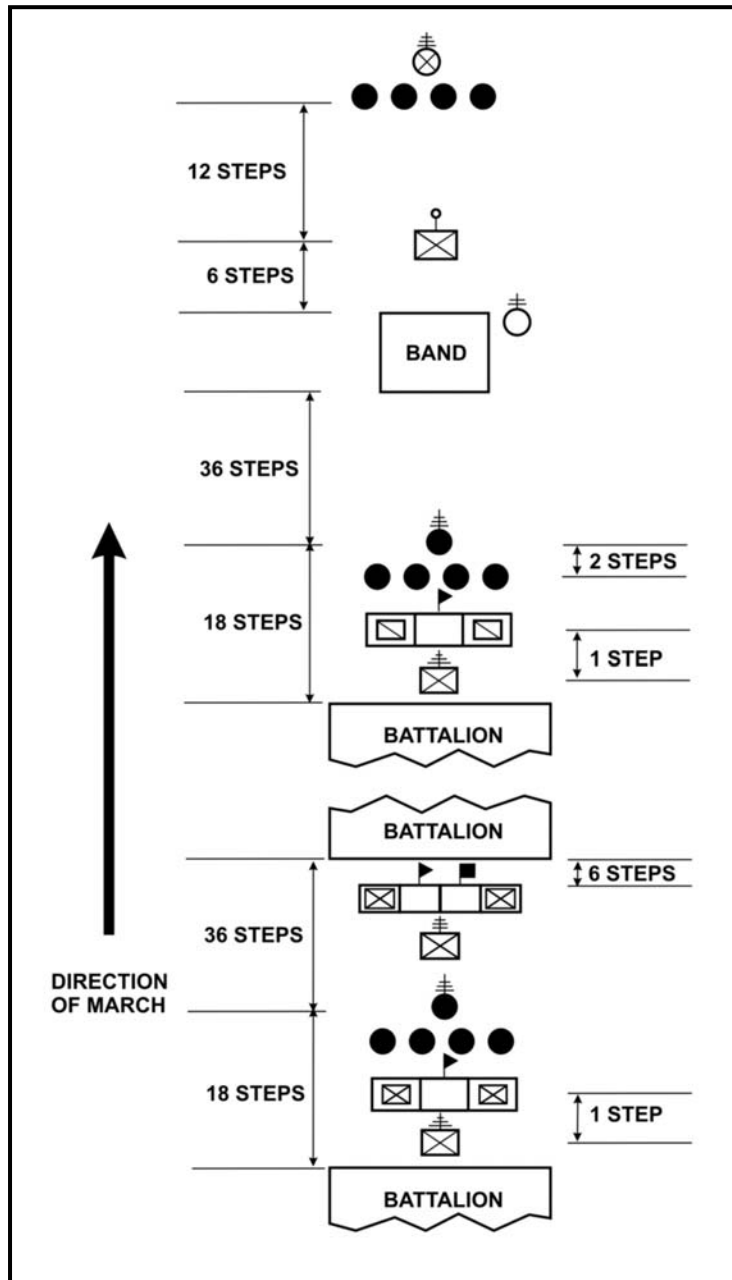 12 STEPS
6 STEPS
BAND
36 STEPS
2 STEPS
18 STEPS
1 STEP
BATTALION
BATTALION
6 STEPS
36 STEPS
DIRECTION
OF MARCH
18 STEPS
1 STEP
BATTALION